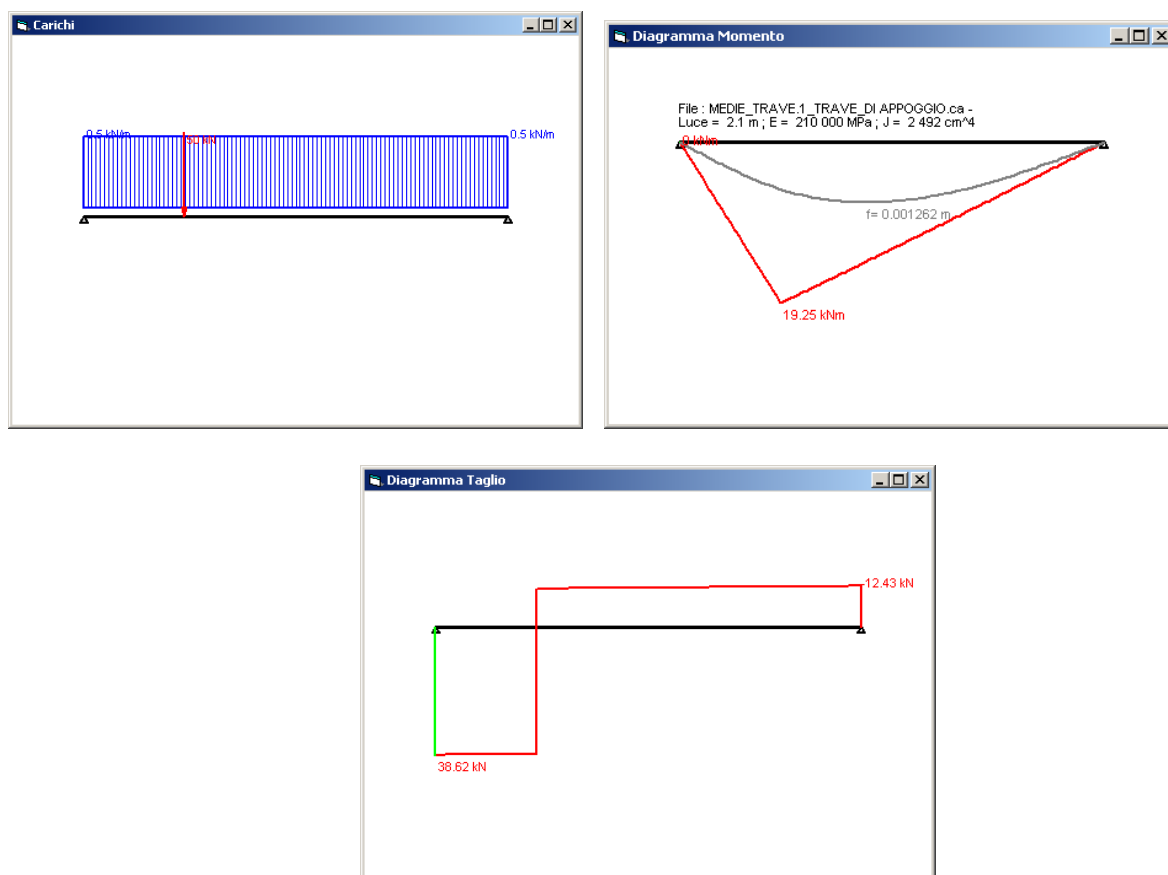 Carichi
0.5 kN/m
50 kN
0.5 kN/m
Diagramma Momento
File : MEDIE_TRAVE.1_TRAVE_DI APPOGGIO.ca -
Luce = 2.1 m ; E = 210 000 MPa ; J = 2 492 cm^4
0 kNm
f= 0.001262 m
19.25 kNm
Diagramma Taglio
-12.43 kN
38.62 kN